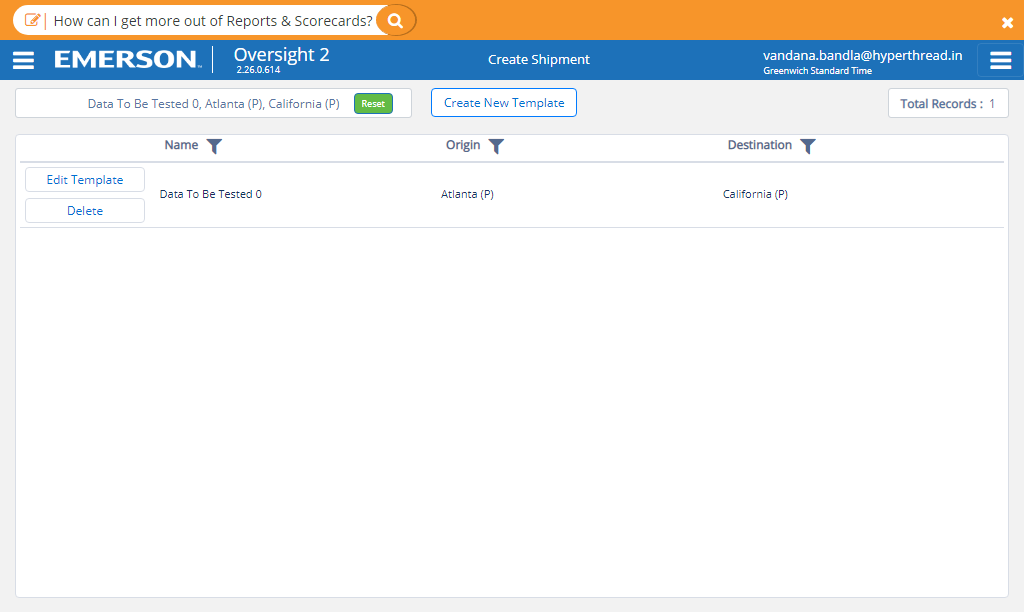 How can I get more out of Reports & Scorecards?
EMERSON™ Oversight 2 Create Shipment vandana.bandla@hyperthread.in
2.26.0.614 Greenwich Standard Time
Data To Be Tested 0, Atlanta (P), California (P) Reset Create New Template Total Records : 1
Name Origin Destination
Edit Template
Data To Be Tested 0 Atlanta (P) California (P)
Delete